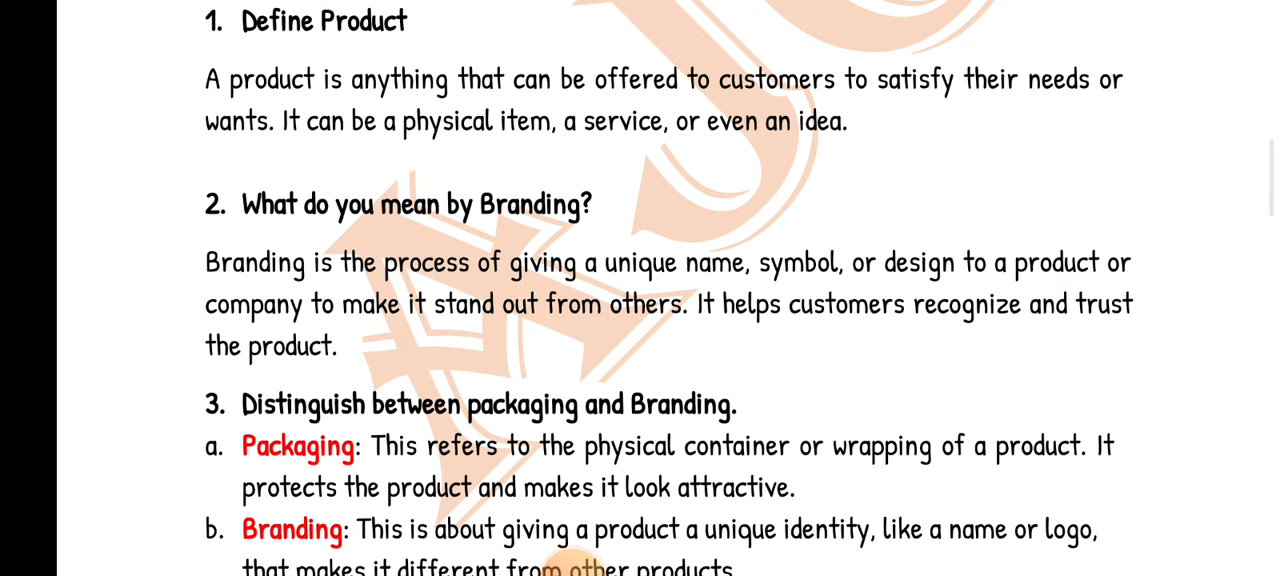 1. Define Product
A product is anything that can be offered to customers to satisfy their needs or
wants. It can be a physical item, a service, or even an idea.
2. What do you mean by Branding?
Branding is the process of giving a unique name, symbol, or design to a product or
company to make it stand out from others. It helps customers recognize and trust
the product.
3. Distinguish between packaging and Branding.
a. Packaging: This refers to the physical container or wrapping of a product. It
protects the product and makes it look attractive.
b. Branding: This is about giving a product a unique identity, like a name or logo,
that makes it different from other products.